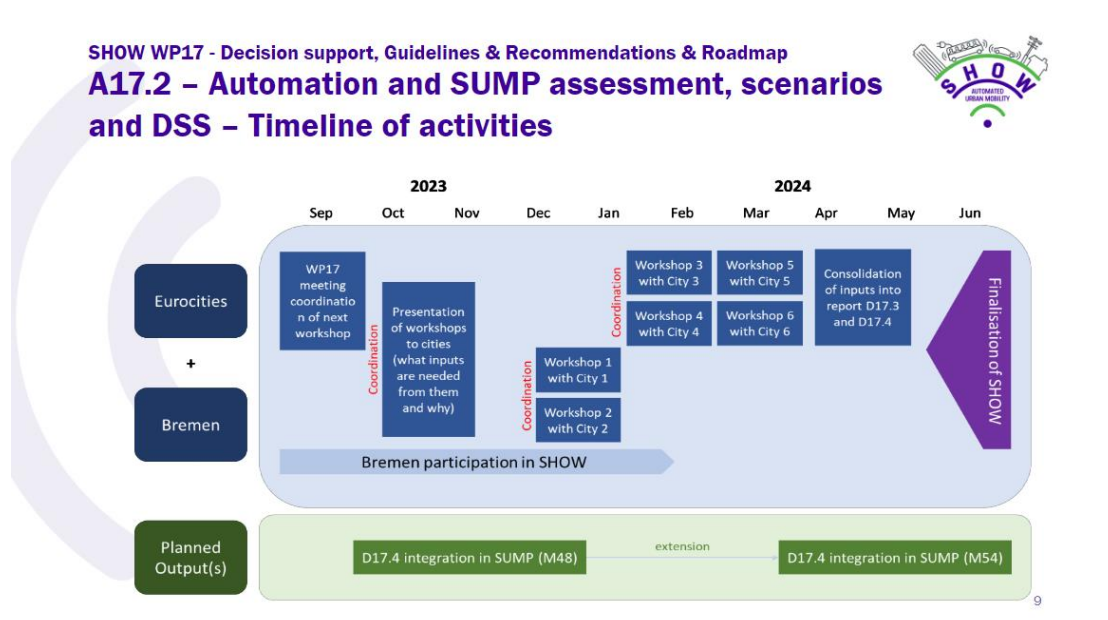 SHOW WP17 - Decision support, Guidelines & Recommendations & Roadmap
A17.2 – Automation and SUMP assessment, scenarios
and DSS – Timeline of activities
SHOW
AUTOMATED
URBAN MOBILITY
2023
2024
Sep
Oct
Nov
Dec
Jan
Feb
Mar
Apr
May
Jun
Eurocities
+
Bremen
WP17
meeting
coordinatio
n of next
workshop
Coordination
Presentation
of workshops
to cities
(what inputs
are needed
from them
and why)
Coordination
Workshop 1
with City 1
Workshop 2
with City 2
Coordination
Workshop 3
with City 3
Workshop 4
with City 4
Workshop 5
with City 5
Workshop 6
with City 6
Consolidation
of inputs into
report D17.3
and D17.4
Finalisation of SHOW
Bremen participation in SHOW
Planned
Output(s)
D17.4 integration in SUMP (M48)
extension
D17.4 integration in SUMP (M54)
9